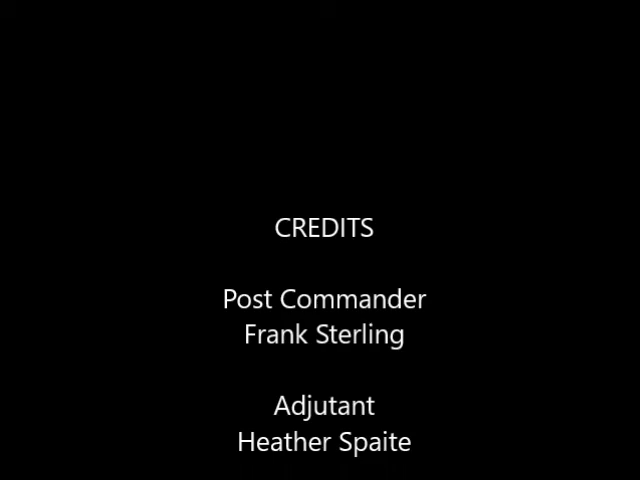 CREDITS
Post Commander
Frank Sterling
Adjutant
Heather Spaite